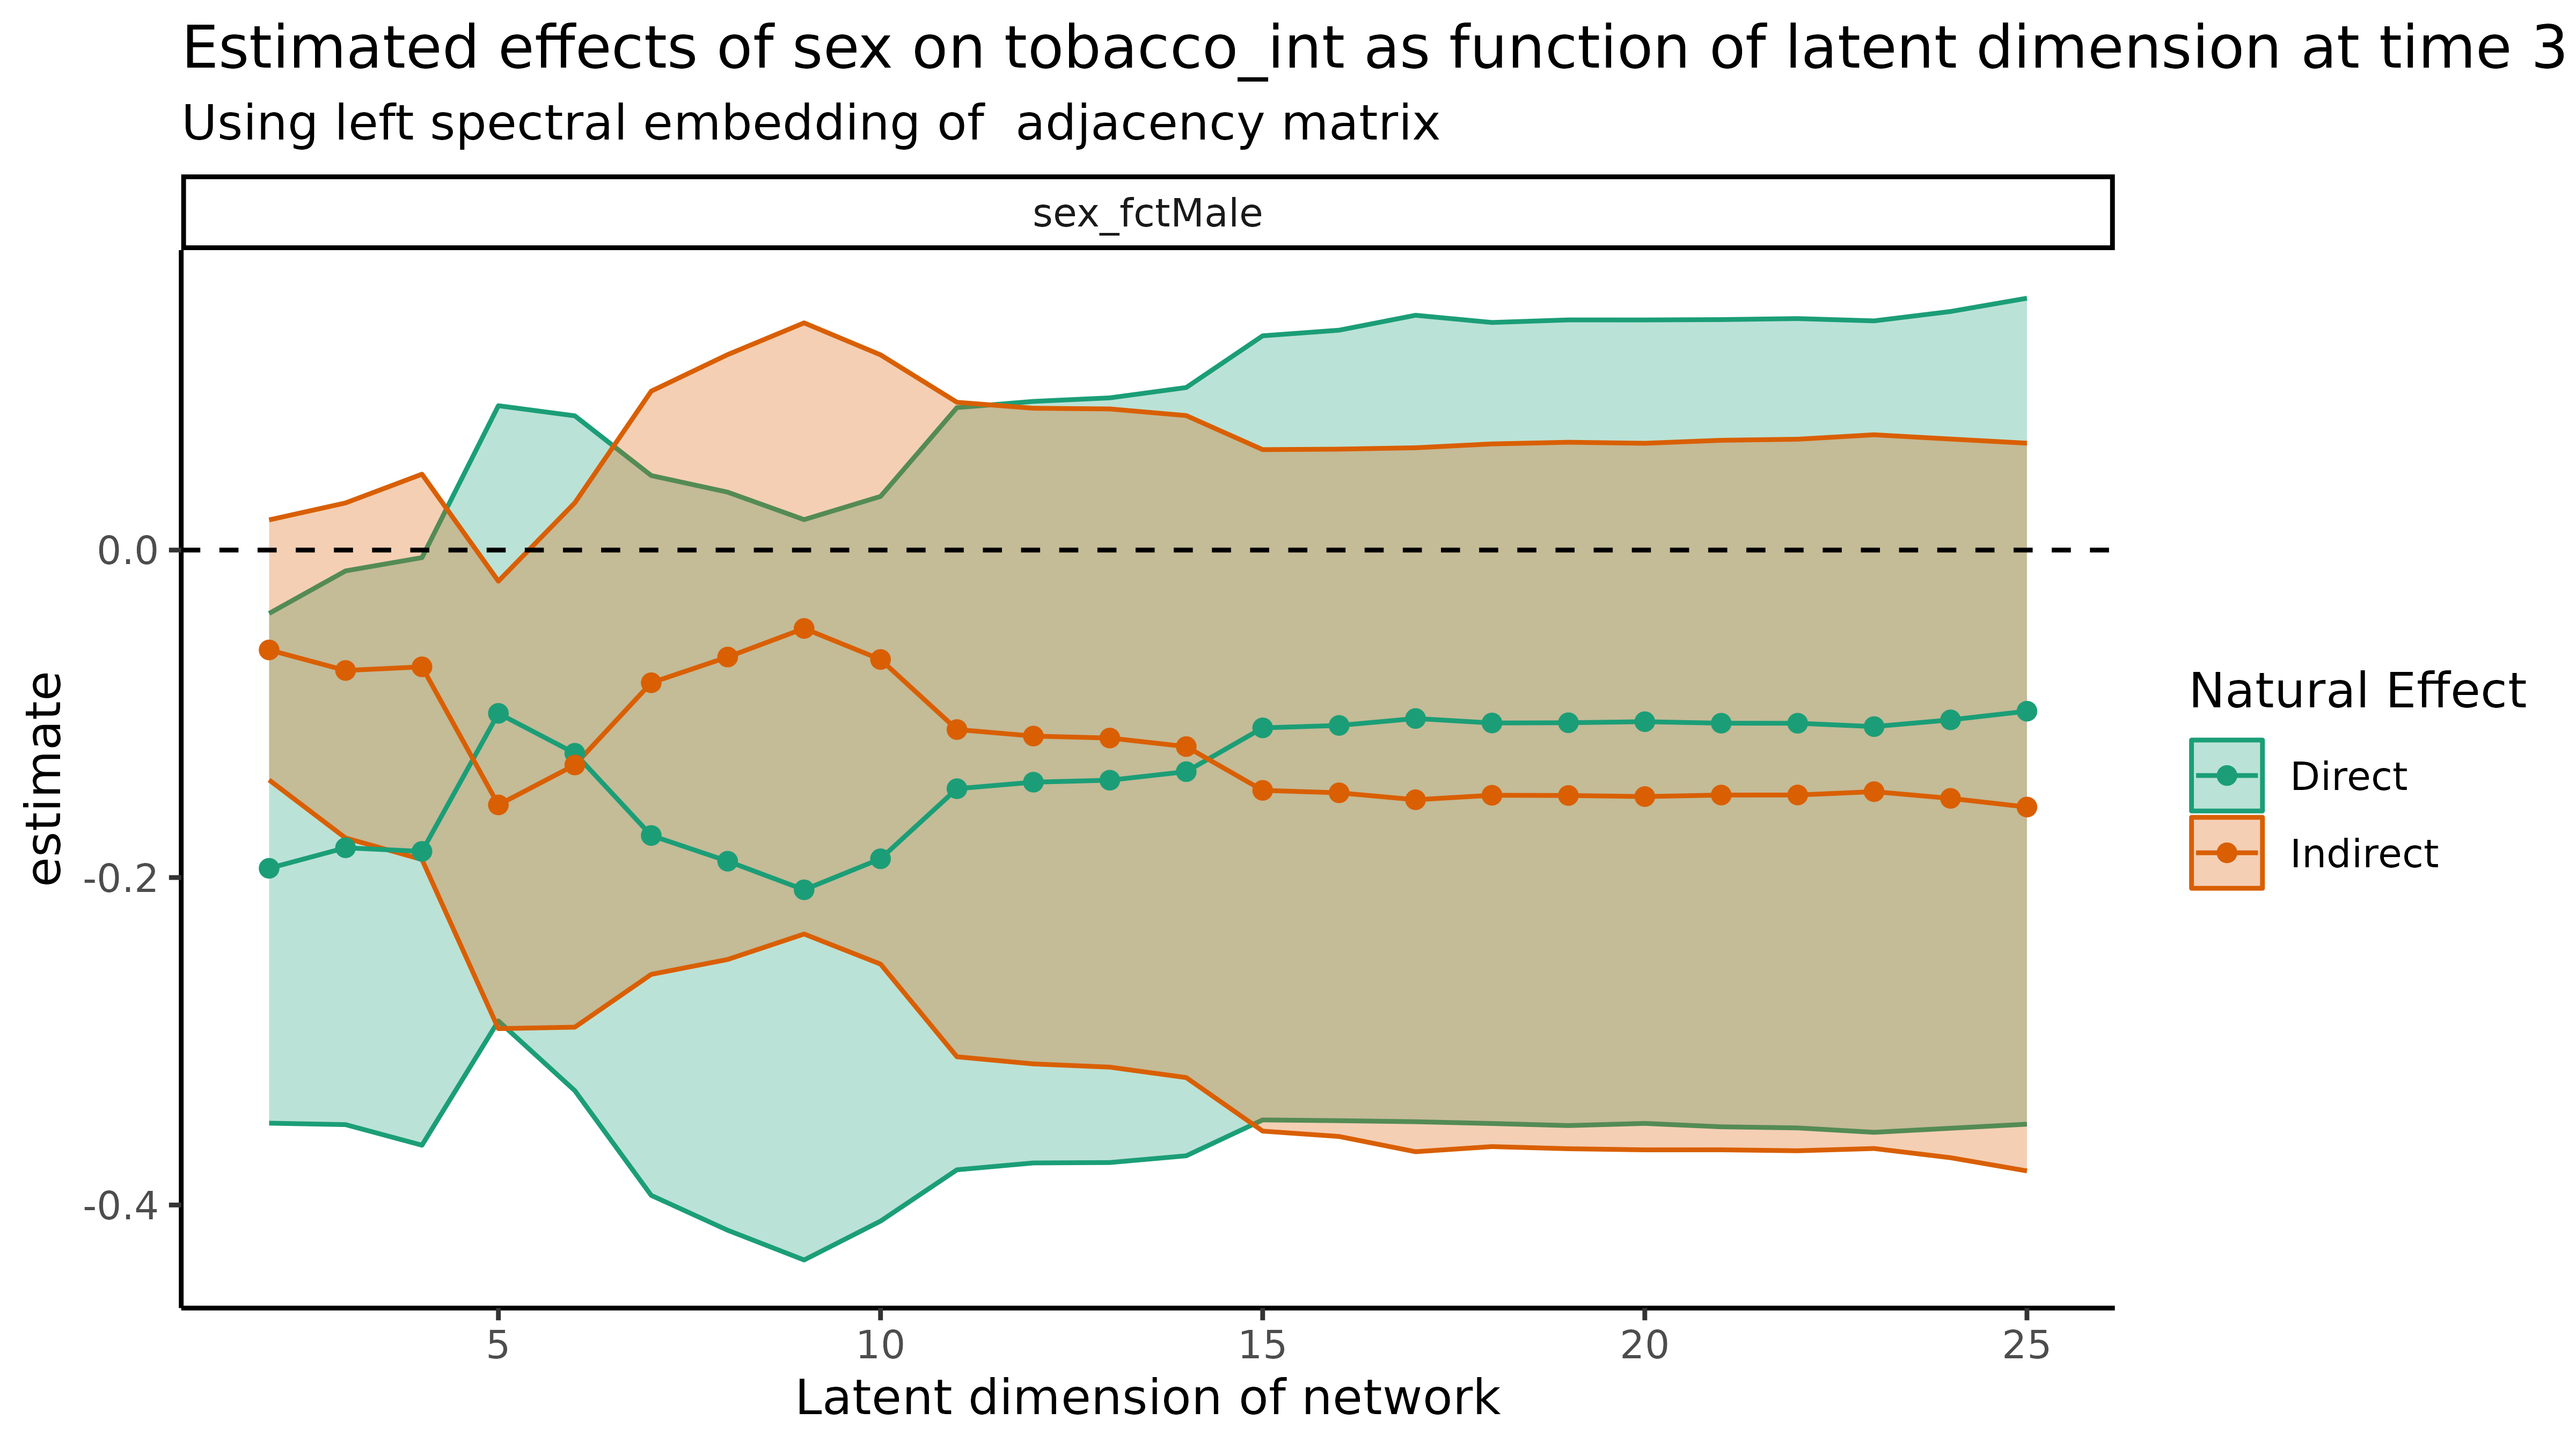 Estimated effects of sex on tobacco_int as function of latent dimension at time 3
Using left spectral embedding of  adjacency matrix
sex_fctMale
0.0
-0.2
-0.4
estimate
5 10 15 20 25
Latent dimension of network
Natural Effect
Direct
Indirect